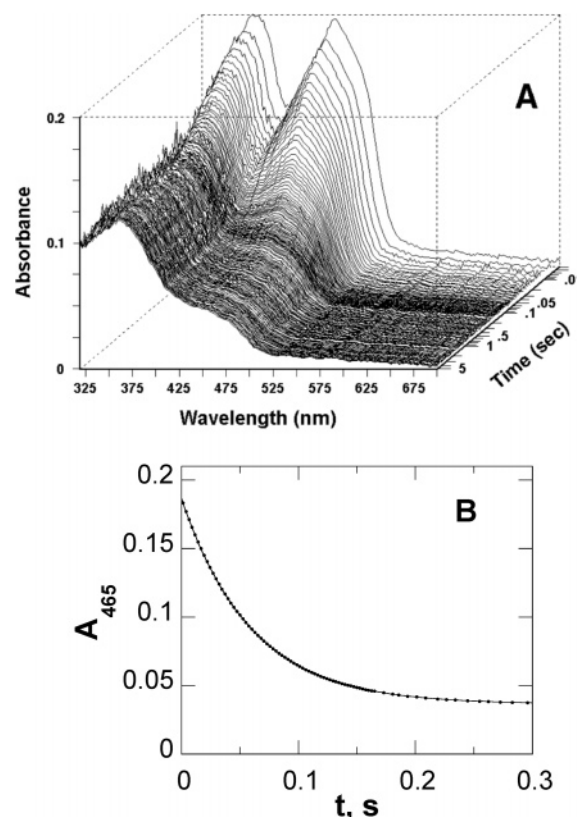 A
0.2
0.1
0
Absorbance
325 375 425 475 525 575 625 675
Wavelength (nm)
5 1 .5 .1 .05 .0
Time (sec)
B
0.2
0.15
0.1
0.05
0
A465
0 0.1 0.2 0.3
t, s